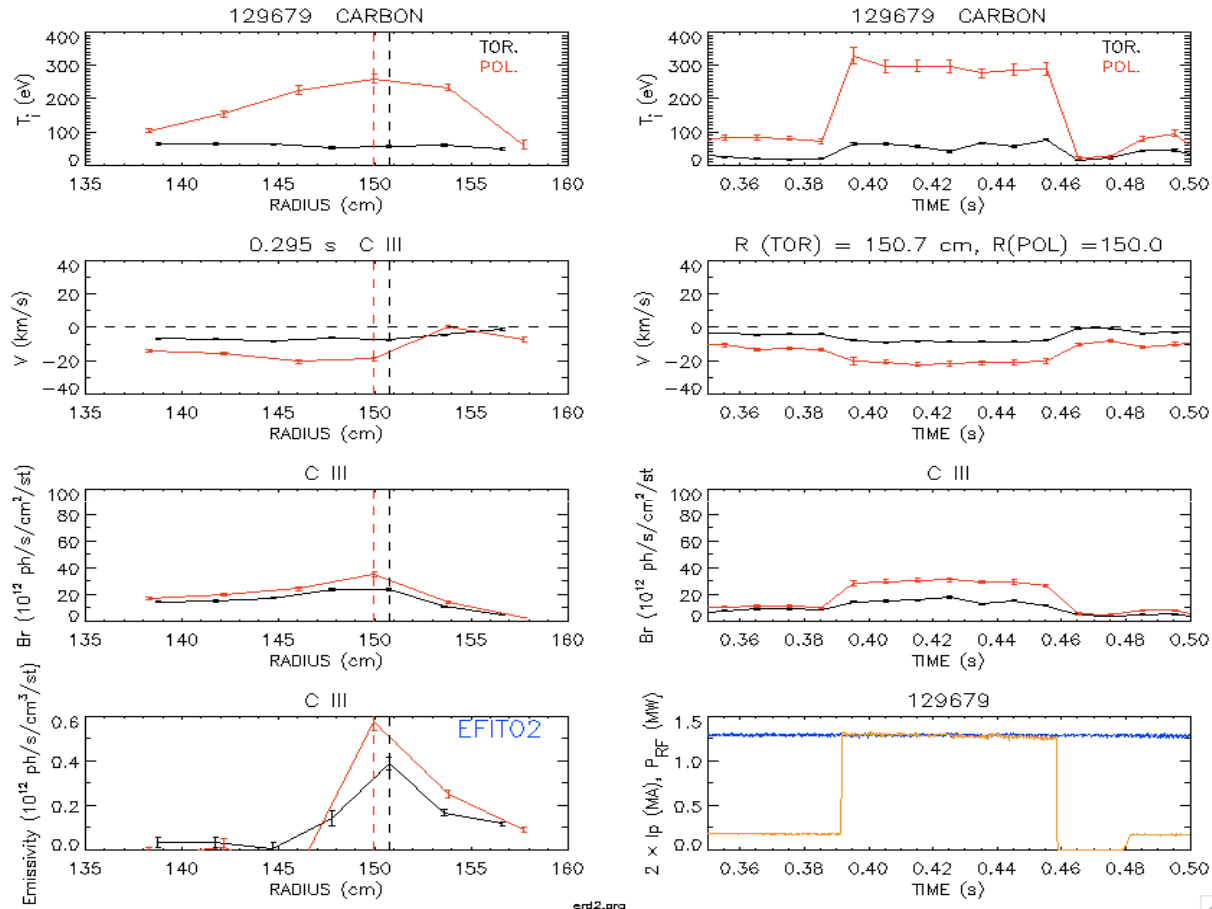 129679 CARBON
400
300
200
100
0
T_i (eV)
TOR.
POL.
135 140 145 150 155 160
RADIUS (cm)
129679 CARBON
400
300
200
100
0
T_i (eV)
TOR.
POL.
0.36 0.38 0.40 0.42 0.44 0.46 0.48 0.50
TIME (s)
0.295 s C III
40
20
0
-20
-40
V (km/s)
135 140 145 150 155 160
RADIUS (cm)
R (TOR) = 150.7 cm, R(POL) =150.0
40
20
0
-20
-40
V (km/s)
0.36 0.38 0.40 0.42 0.44 0.46 0.48 0.50
TIME (s)
C III
100
80
60
40
20
0
Br (10^12 ph/s/cm^2/st)
135 140 145 150 155 160
RADIUS (cm)
C III
100
80
60
40
20
0
Br (10^12 ph/s/cm^2/st
0.36 0.38 0.40 0.42 0.44 0.46 0.48 0.50
TIME (s)
C III
0.6
0.4
0.2
0.0
Emissivity (10^12 ph/s/cm^3/st)
EFIT02
135 140 145 150 155 160
RADIUS (cm)
129679
1.5
1.0
0.5
0.0
2 × Ip (MA), P_RF (MW)
0.36 0.38 0.40 0.42 0.44 0.46 0.48 0.50
TIME (s)